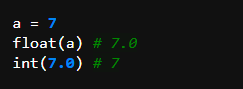 a = 7
float(a) # 7.0
int(7.0) # 7